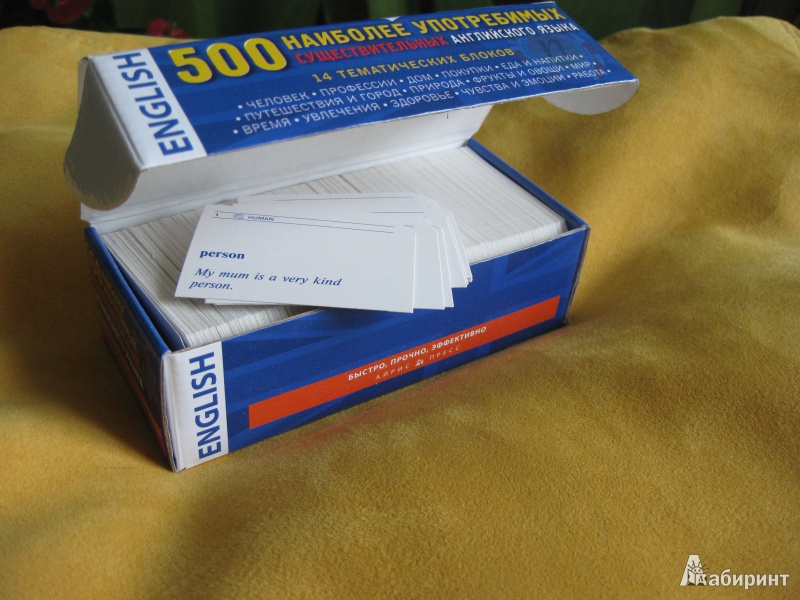 ENGLISH
500 НАИБОЛЕЕ УПОТРЕБИМЫХ
СУЩЕСТВИТЕЛЬНЫХ АНГЛИЙСКОГО ЯЗЫКА
14 ТЕМАТИЧЕСКИХ БЛОКОВ
• ЧЕЛОВЕК • ПРОФЕССИИ • ДОМ • ПОКУПКИ • ЕДА И НАПИТКИ •
• ПУТЕШЕСТВИЯ И ГОРОД • ПРИРОДА • ФРУКТЫ И ОВОЩИ • МИР •
• ВРЕМЯ • УВЛЕЧЕНИЯ • ЗДОРОВЬЕ • ЧУВСТВА И ЭМОЦИИ • РАБОТА •
1 HUMAN
person
My mum is a very kind
person.
ENGLISH
БЫСТРО, ПРОЧНО, ЭФФЕКТИВНО
АЙРИС ПРЕСС
Лабиринт